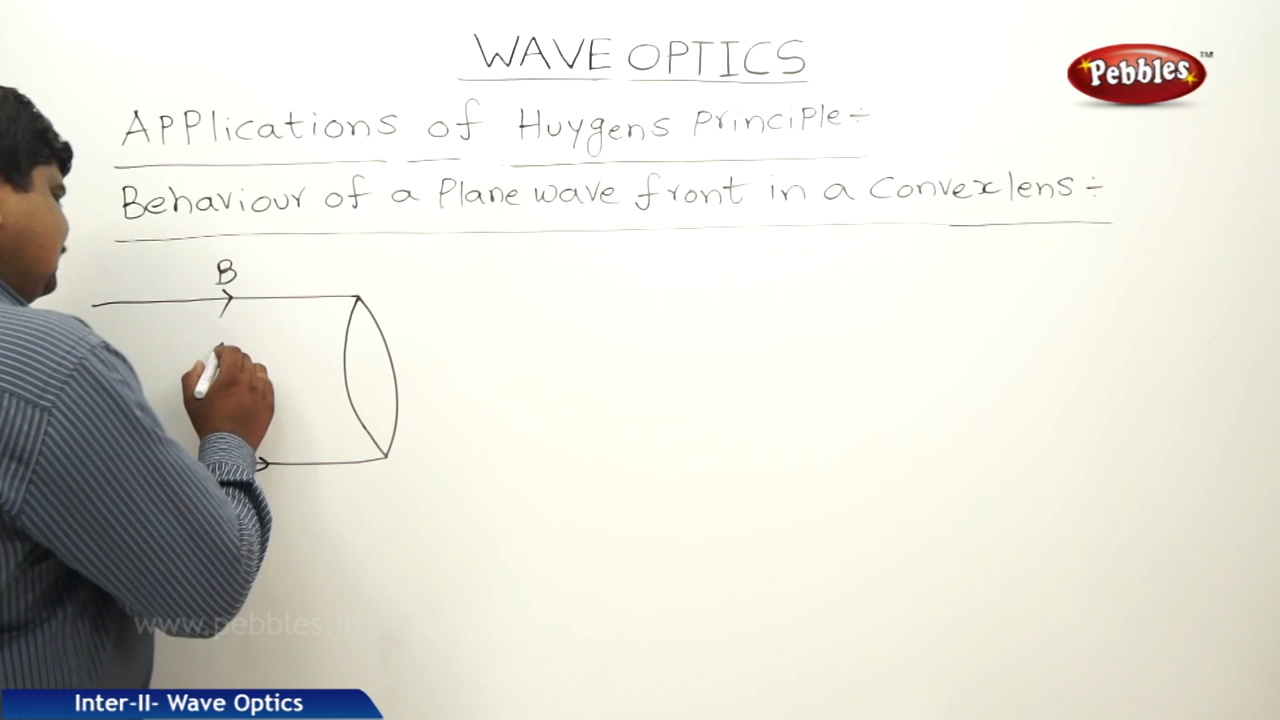 WAVE OPTICS
Pebbles™
Applications of Huygens Principle÷
Behaviour of a Plane wave front in a Convex lens÷
B
www.pebbles.in
Inter-II- Wave Optics